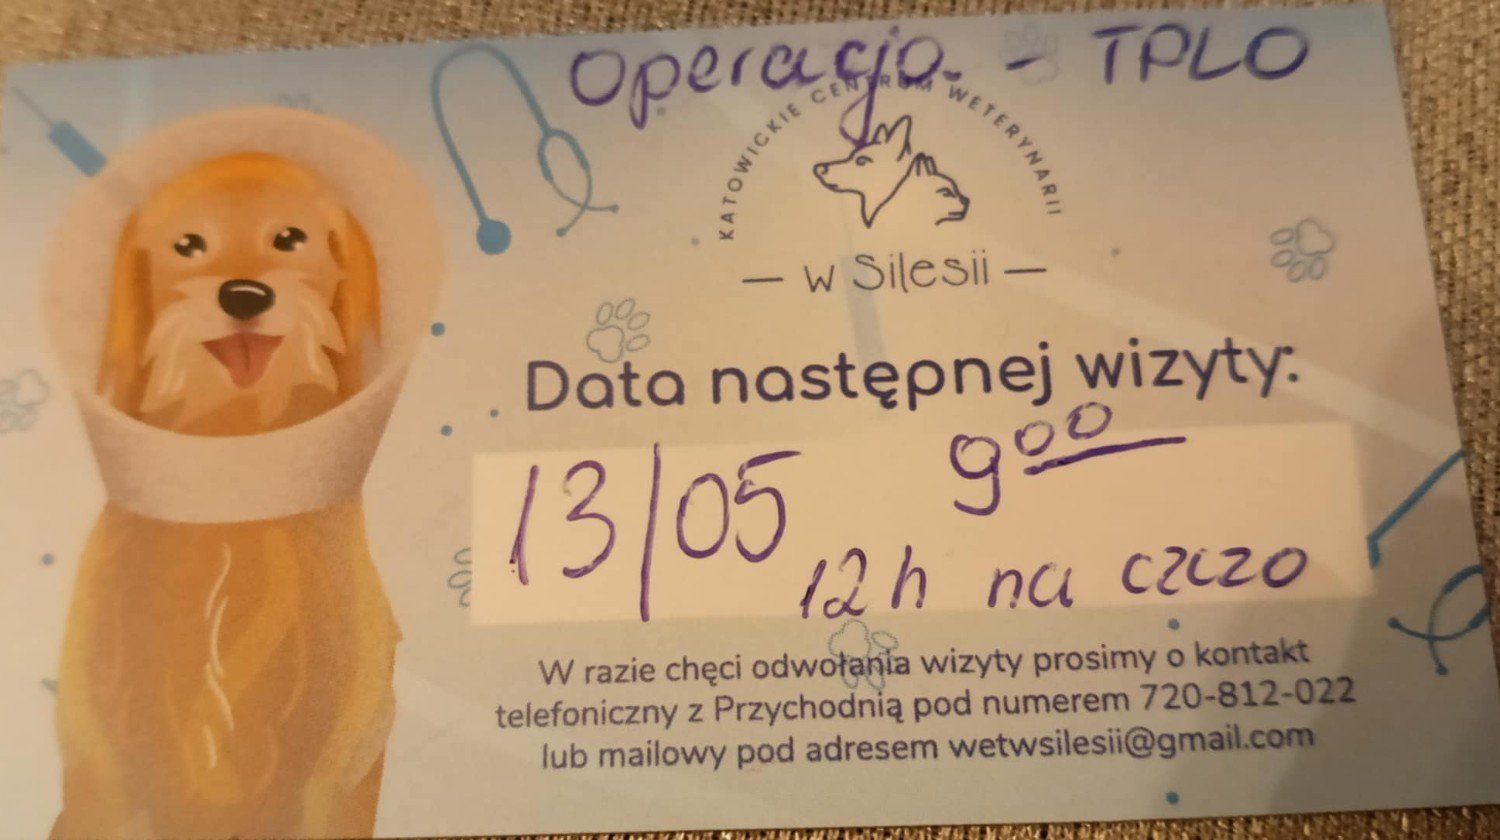 Operacja. - TPLO
KATOWICKIE CENTRUM WETERYNARII
— w Silesii —
Data następnej wizyty:
13/05 9⁰⁰
12h na czczo
W razie chęci odwołania wizyty prosimy o kontakt
telefoniczny z Przychodnią pod numerem 720-812-022
lub mailowy pod adresem wetwsilesii@gmail.com